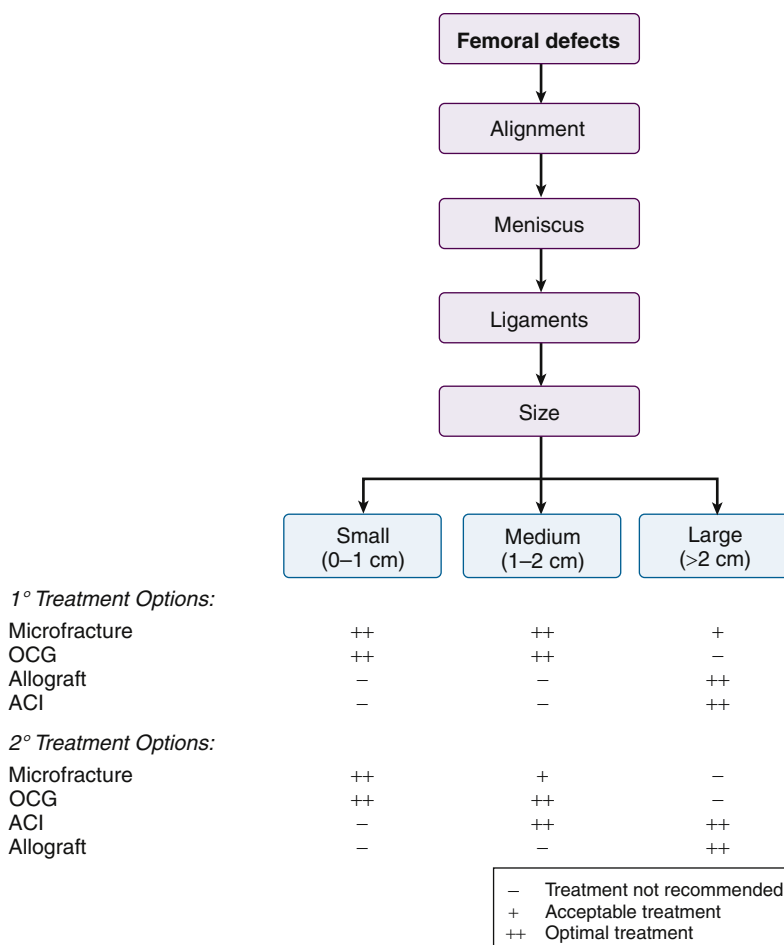 Femoral defects
Alignment
Meniscus
Ligaments
Size
Small
(0–1 cm)
Medium
(1–2 cm)
Large
(>2 cm)
1° Treatment Options:
Microfracture ++ ++ +
OCG ++ ++ –
Allograft – – ++
ACI – – ++
2° Treatment Options:
Microfracture ++ + –
OCG ++ ++ –
ACI – ++ ++
Allograft – – ++
– Treatment not recommended
+ Acceptable treatment
++ Optimal treatment